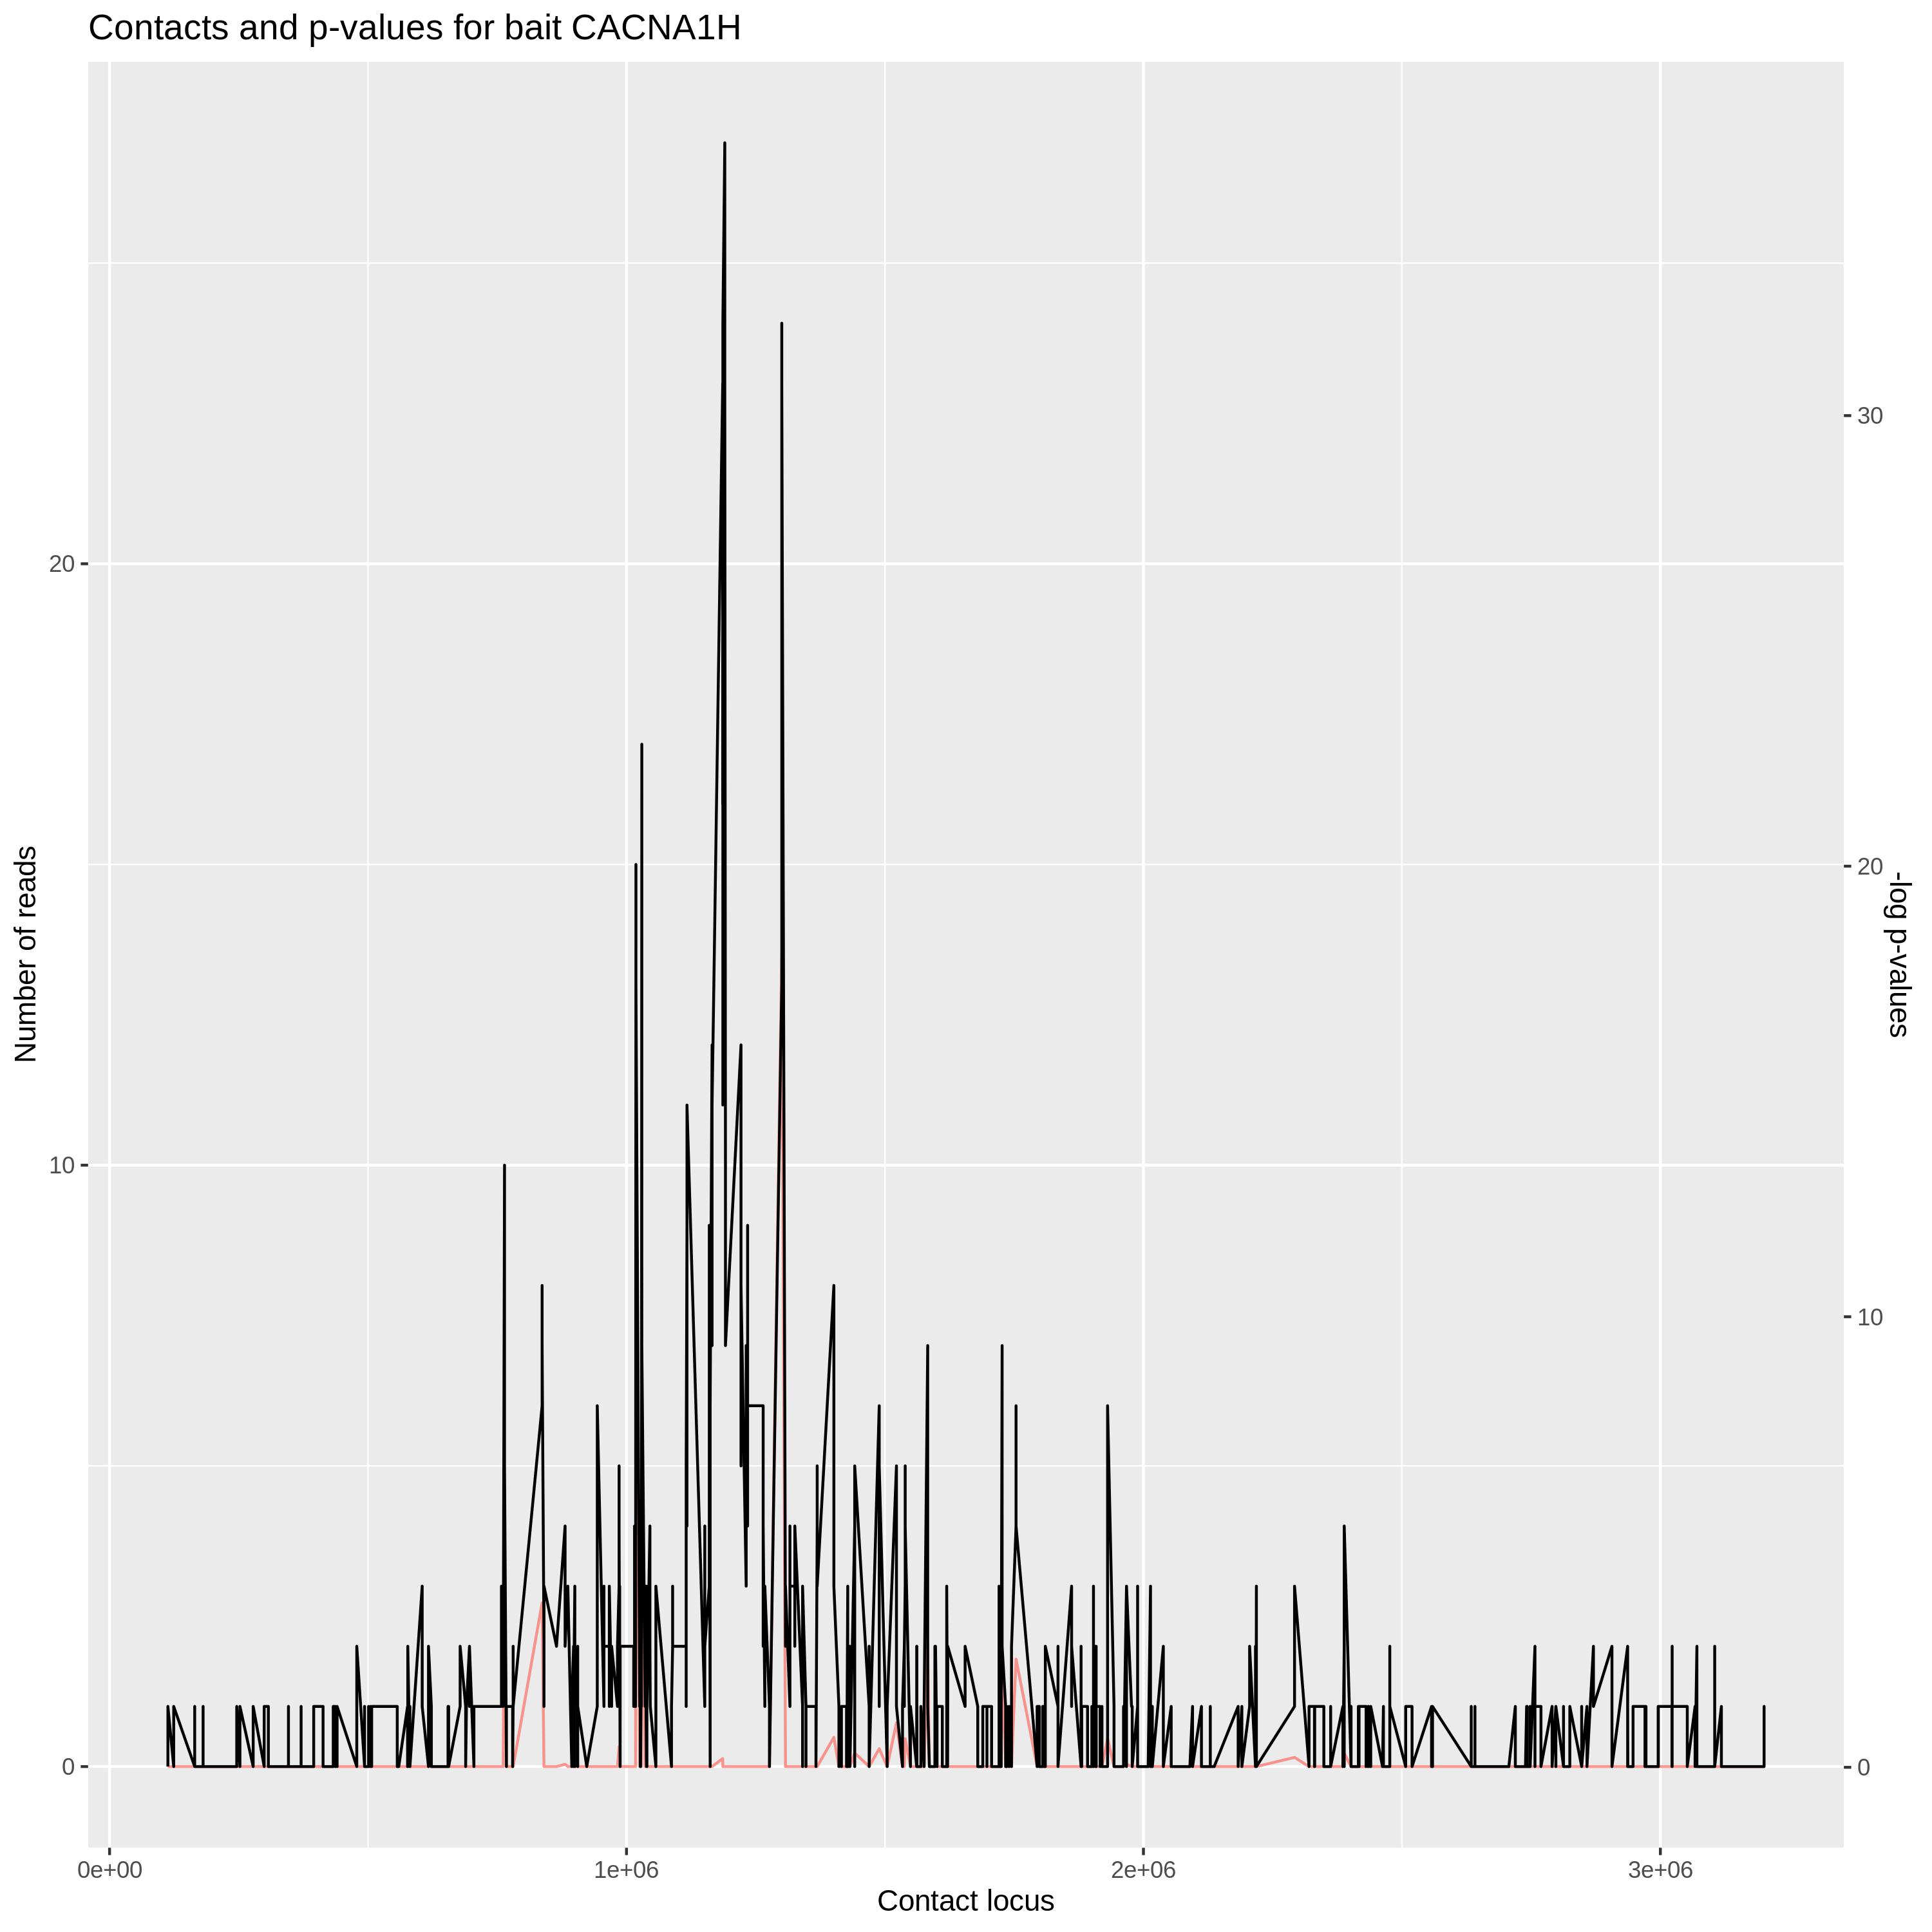 Contacts and p-values for bait CACNA1H
Number of reads
20
10
0
30
20
10
0
-log p-values
0e+00 1e+06 2e+06 3e+06
Contact locus